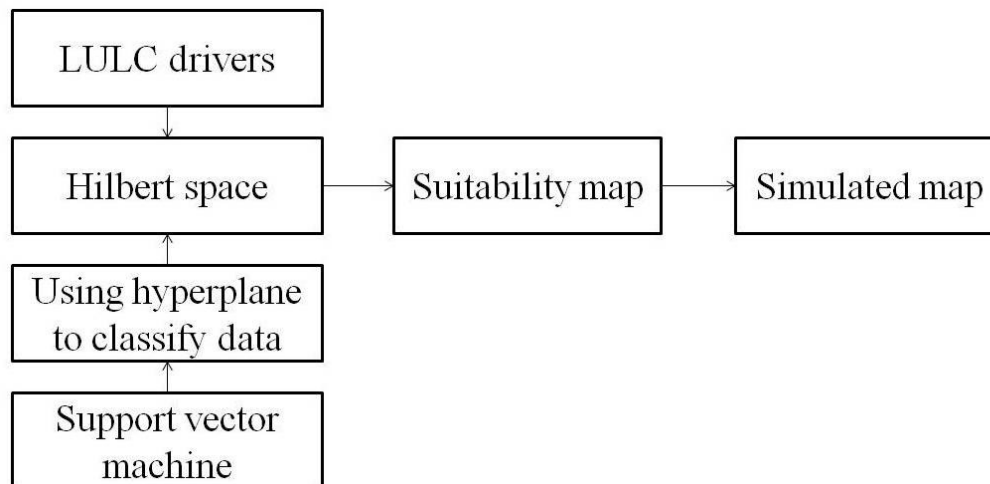 LULC drivers
Hilbert space
Suitability map
Simulated map
Using hyperplane
to classify data
Support vector
machine